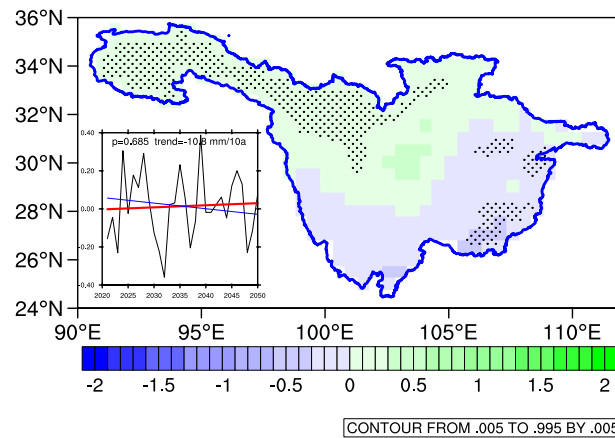 36°N
34°N
32°N
30°N
28°N
26°N
24°N
0.40
0.20
0.00
-0.20
-0.40
p=0.685 trend=-10.8 mm/10a
2020 2025 2030 2035 2040 2045 2050
90°E 95°E 100°E 105°E 110°E
-2 -1.5 -1 -0.5 0 0.5 1 1.5 2
CONTOUR FROM .005 TO .995 BY .005